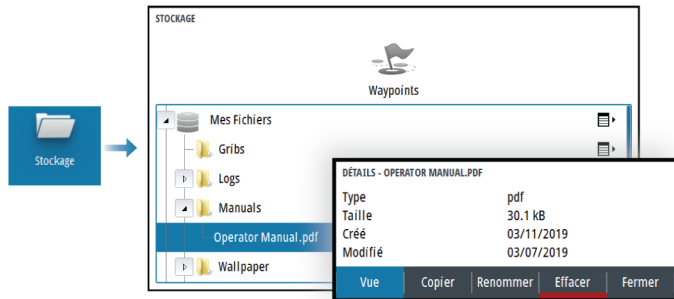 Stockage
STOCKAGE
Waypoints
Mes Fichiers
Gribs
Logs
Manuals
Operator Manual.pdf
Wallpaper
DÉTAILS - OPERATOR MANUAL.PDF
Type pdf
Taille 30.1 kB
Créé 03/11/2019
Modifié 03/07/2019
Vue Copier Renommer Effacer Fermer